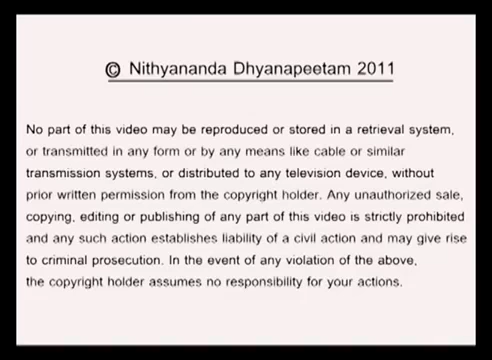 © Nithyananda Dhyanapeetam 2011
No part of this video may be reproduced or stored in a retrieval system,
or transmitted in any form or by any means like cable or similar
transmission systems, or distributed to any television device, without
prior written permission from the copyright holder. Any unauthorized sale,
copying, editing or publishing of any part of this video is strictly prohibited
and any such action establishes liability of a civil action and may give rise
to criminal prosecution. In the event of any violation of the above,
the copyright holder assumes no responsibility for your actions.